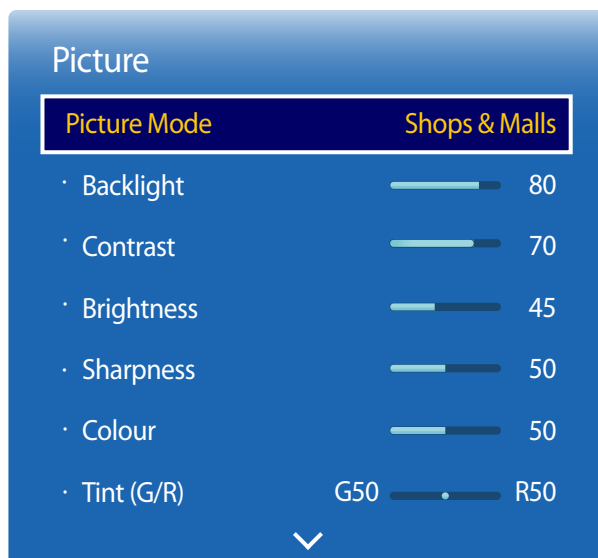 Picture
Picture Mode Shops & Malls
· Backlight 80
· Contrast 70
· Brightness 45
· Sharpness 50
· Colour 50
· Tint (G/R) G50 R50